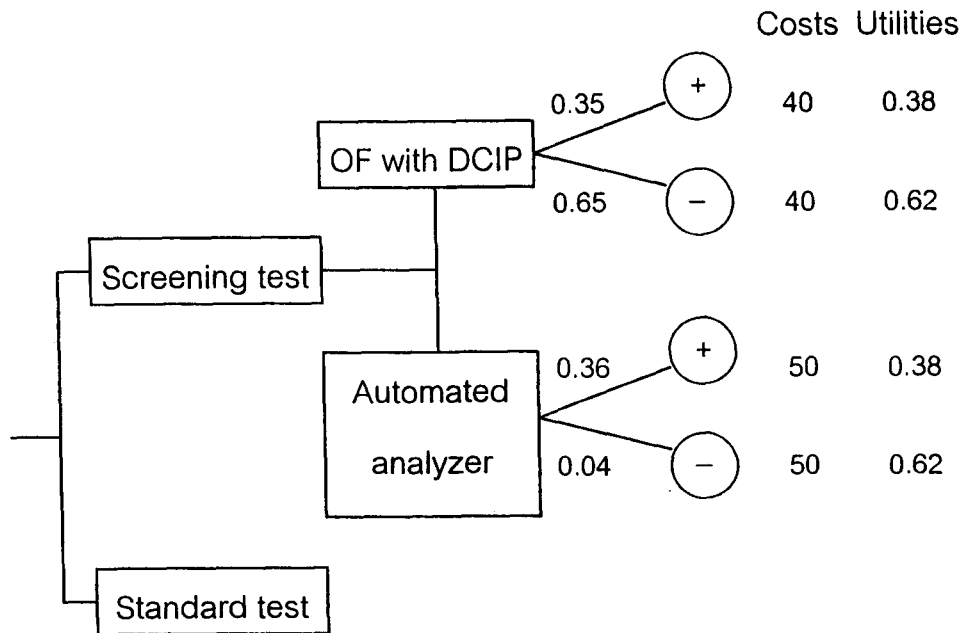 Costs Utilities
0.35 + 40 0.38
OF with DCIP
0.65 − 40 0.62
Screening test
0.36 + 50 0.38
Automated
analyzer
0.04 − 50 0.62
Standard test